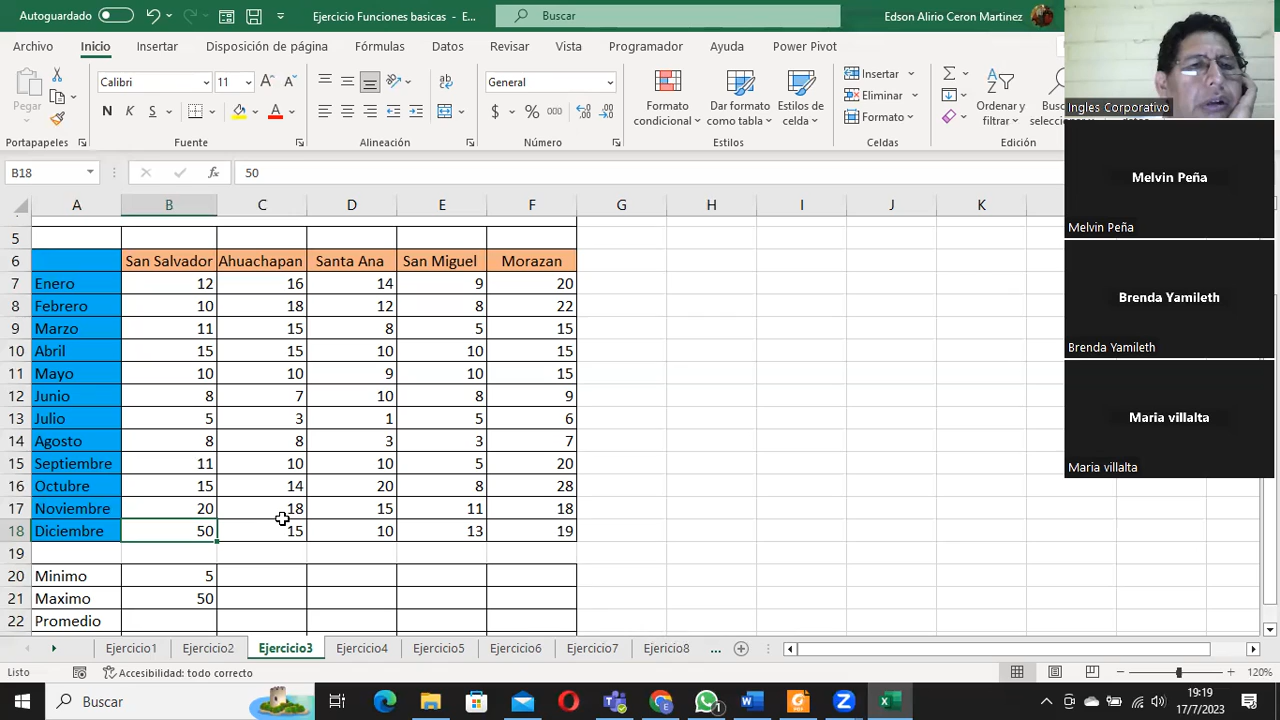 Autoguardado
Ejercicio Funciones basicas - E...
Buscar
Edson Alirio Ceron Martinez
Archivo Inicio Insertar Disposición de página Fórmulas Datos Revisar Vista Programador Ayuda Power Pivot
Pegar
Calibri 11
N K S
General
$ % 000
Formato condicional
Dar formato como tabla
Estilos de celda
Insertar
Eliminar
Formato
Ordenar y filtrar
Portapapeles Fuente Alineación Número Estilos Celdas Edición
B18 fx 50
A B C D E F G H J K
5
6 San Salvador Ahuachapan Santa Ana San Miguel Morazan
7 Enero 12 16 14 9 20
8 Febrero 10 18 12 8 22
9 Marzo 11 15 8 5 15
10 Abril 15 15 10 10 15
11 Mayo 10 10 9 10 15
12 Junio 8 7 10 8 9
13 Julio 5 3 1 5 6
14 Agosto 8 8 3 3 7
15 Septiembre 11 10 10 5 20
16 Octubre 15 14 20 8 28
17 Noviembre 20 18 15 11 18
18 Diciembre 50 15 10 13 19
19
20 Minimo 5
21 Maximo 50
22 Promedio
Ejercicio1 Ejercicio2 Ejercicio3 Ejercicio4 Ejercicio5 Ejercicio6 Ejercicio7 Ejercicio8 ...
Listo Accesibilidad: todo correcto 120%
Buscar
19:19
17/7/2023
Ingles Corporativo
Melvin Peña
Melvin Peña
Brenda Yamileth
Brenda Yamileth
Maria villalta
Maria villalta